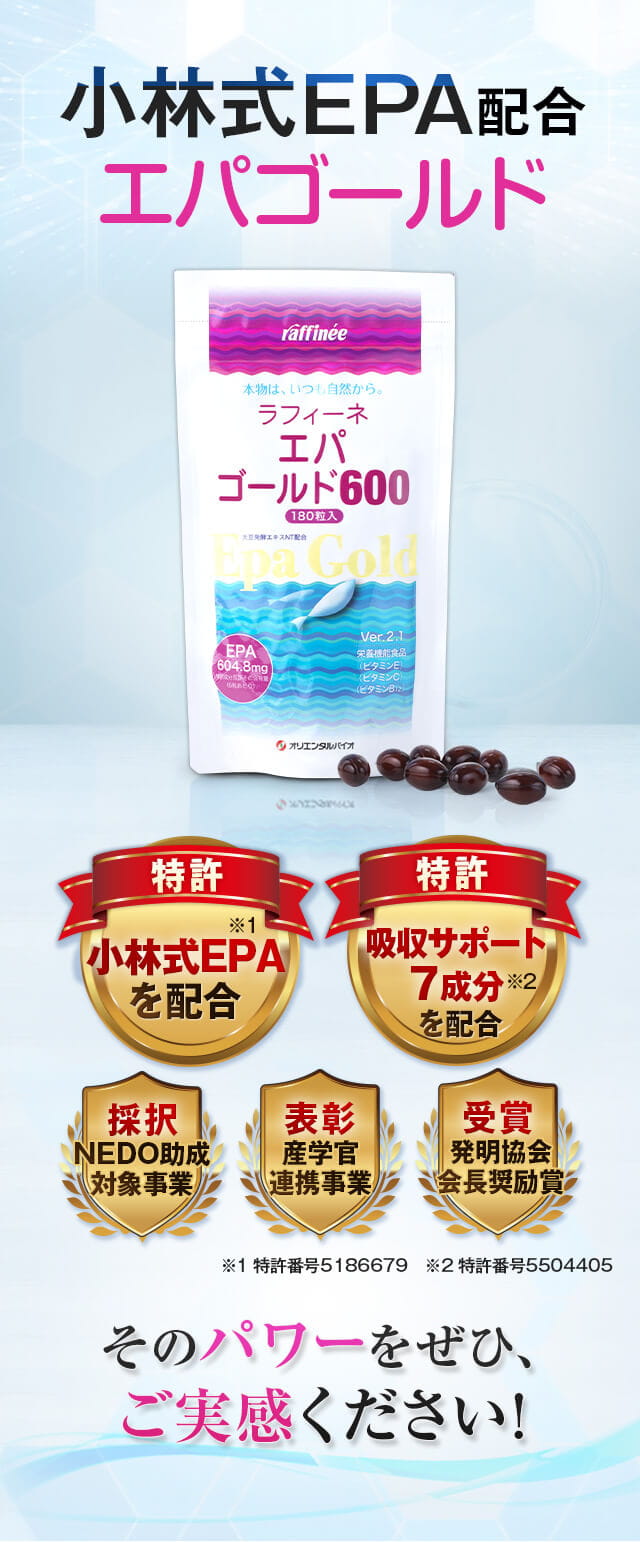 小林式EPA配合
エパゴールド
raffinée
本物は、いつも自然から。
ラフィーネ
エパ
ゴールド600
180粒入
大豆発酵エキスNT配合
Epa Gold
Ver.2.1
栄養機能食品
(ビタミンE)
(ビタミンC)
(ビタミンB12)
EPA
604.8mg
オリエンタルバイオ
特許
小林式EPA※1
を配合
特許
吸収サポート
7成分※2
を配合
採択
NEDO助成
対象事業
表彰
産学官
連携事業
受賞
発明協会
会長奨励賞
※1 特許番号5186679 ※2 特許番号5504405
そのパワーをぜひ、
ご実感ください!